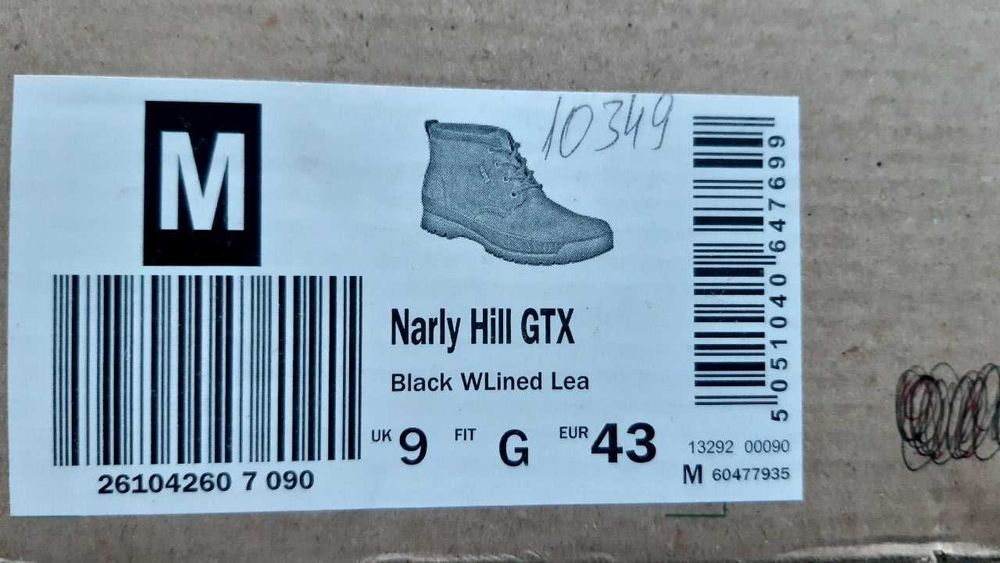 M
10349
Narly Hill GTX
Black WLined Lea
UK 9 FIT G EUR 43
26104260 7 090
5 051040 647699
13292 00090
M 60477935